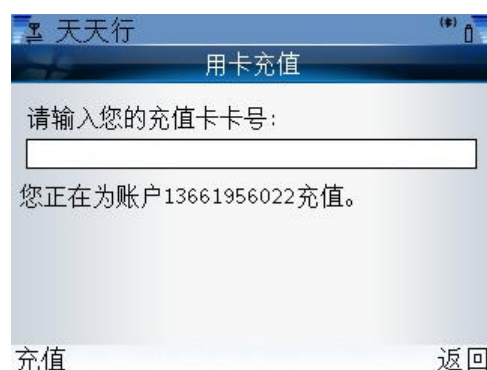 天天行
用卡充值
请输入您的充值卡卡号:
您正在为账户13661956022充值。
充值 返回